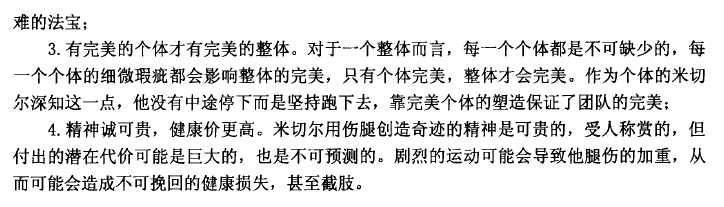 难的法宝；
3.有完美的个体才有完美的整体。对于一个整体而言，每一个个体都是不可缺少的，每
一个个体的细微瑕疵都会影响整体的完美，只有个体完美，整体才会完美。作为个体的米切
尔深知这一点，他没有中途停下而是坚持跑下去，靠完美个体的塑造保证了团队的完美；
4.精神诚可贵，健康价更高。米切尔用伤腿创造奇迹的精神是可贵的，受人称赏的，但
付出的潜在代价可能是巨大的，也是不可预测的。剧烈的运动可能会导致他腿伤的加重，从
而可能会造成不可挽回的健康损失，甚至截肢。